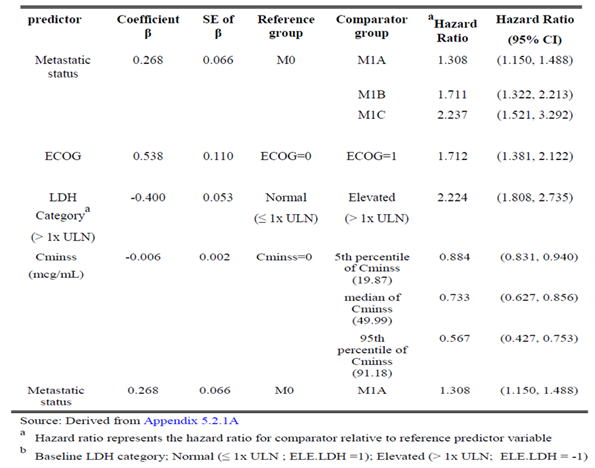 predictor Coefficient β SE of β Reference group Comparator group aHazard Ratio Hazard Ratio (95% CI)
Metastatic status 0.268 0.066 M0 M1A 1.308 (1.150, 1.488)
M1B 1.711 (1.322, 2.213)
M1C 2.237 (1.521, 3.292)
ECOG 0.538 0.110 ECOG=0 ECOG=1 1.712 (1.381, 2.122)
LDH Categorya (> 1x ULN) -0.400 0.053 Normal (≤ 1x ULN) Elevated (> 1x ULN) 2.224 (1.808, 2.735)
Cminss (mcg/mL) -0.006 0.002 Cminss=0 5th percentile of Cminss (19.87) 0.884 (0.831, 0.940)
median of Cminss (49.99) 0.733 (0.627, 0.856)
95th percentile of Cminss (91.18) 0.567 (0.427, 0.753)
Metastatic status 0.268 0.066 M0 M1A 1.308 (1.150, 1.488)
Source: Derived from Appendix 5.2.1A
a Hazard ratio represents the hazard ratio for comparator relative to reference predictor variable
b Baseline LDH category; Normal (≤ 1x ULN ; ELE.LDH =1); Elevated (> 1x ULN; ELE.LDH = -1)